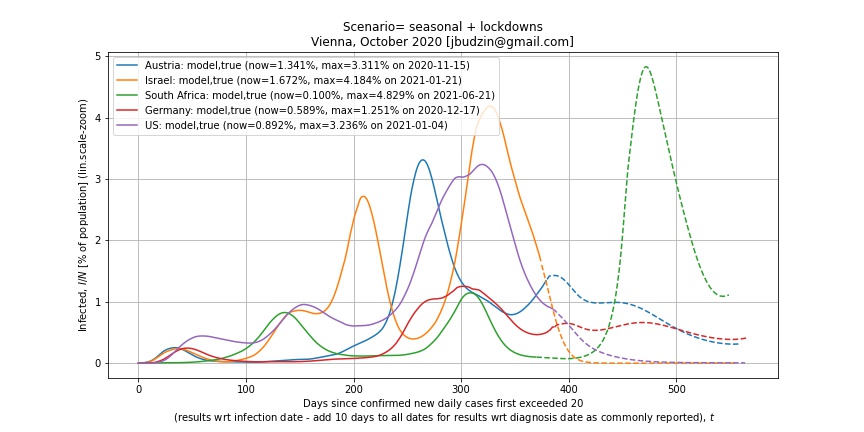 Scenario= seasonal + lockdowns
Vienna, October 2020 [jbudzin@gmail.com]
Austria: model,true (now=1.341%, max=3.311% on 2020-11-15)
Israel: model,true (now=1.672%, max=4.184% on 2021-01-21)
South Africa: model,true (now=0.100%, max=4.829% on 2021-06-21)
Germany: model,true (now=0.589%, max=1.251% on 2020-12-17)
US: model,true (now=0.892%, max=3.236% on 2021-01-04)
Infected, I/N [% of population] (lin.scale-zoom)
5
4
3
2
1
0
0 100 200 300 400 500
Days since confirmed new daily cases first exceeded 20
(results wrt infection date - add 10 days to all dates for results wrt diagnosis date as commonly reported), t